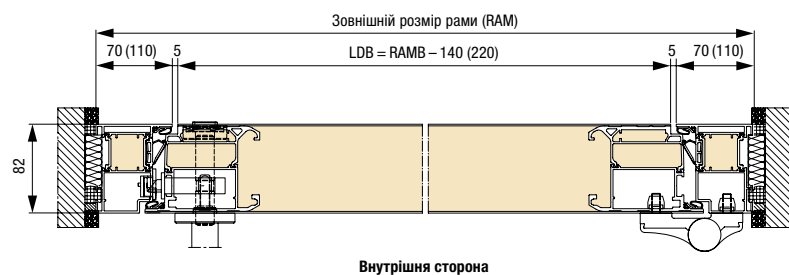 Зовнішній розмір рами (RAM)
70 (110) 5 LDB = RAMB – 140 (220) 5 70 (110)
82
Внутрішня сторона